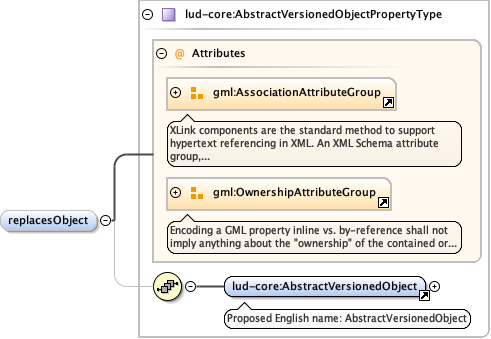 lud-core:AbstractVersionedObjectPropertyType
@ Attributes
gml:AssociationAttributeGroup
XLink components are the standard method to support
hypertext referencing in XML. An XML Schema attribute
group,...
gml:OwnershipAttributeGroup
Encoding a GML property inline vs. by-reference shall not
imply anything about the "ownership" of the contained or...
replacesObject
lud-core:AbstractVersionedObject
Proposed English name: AbstractVersionedObject